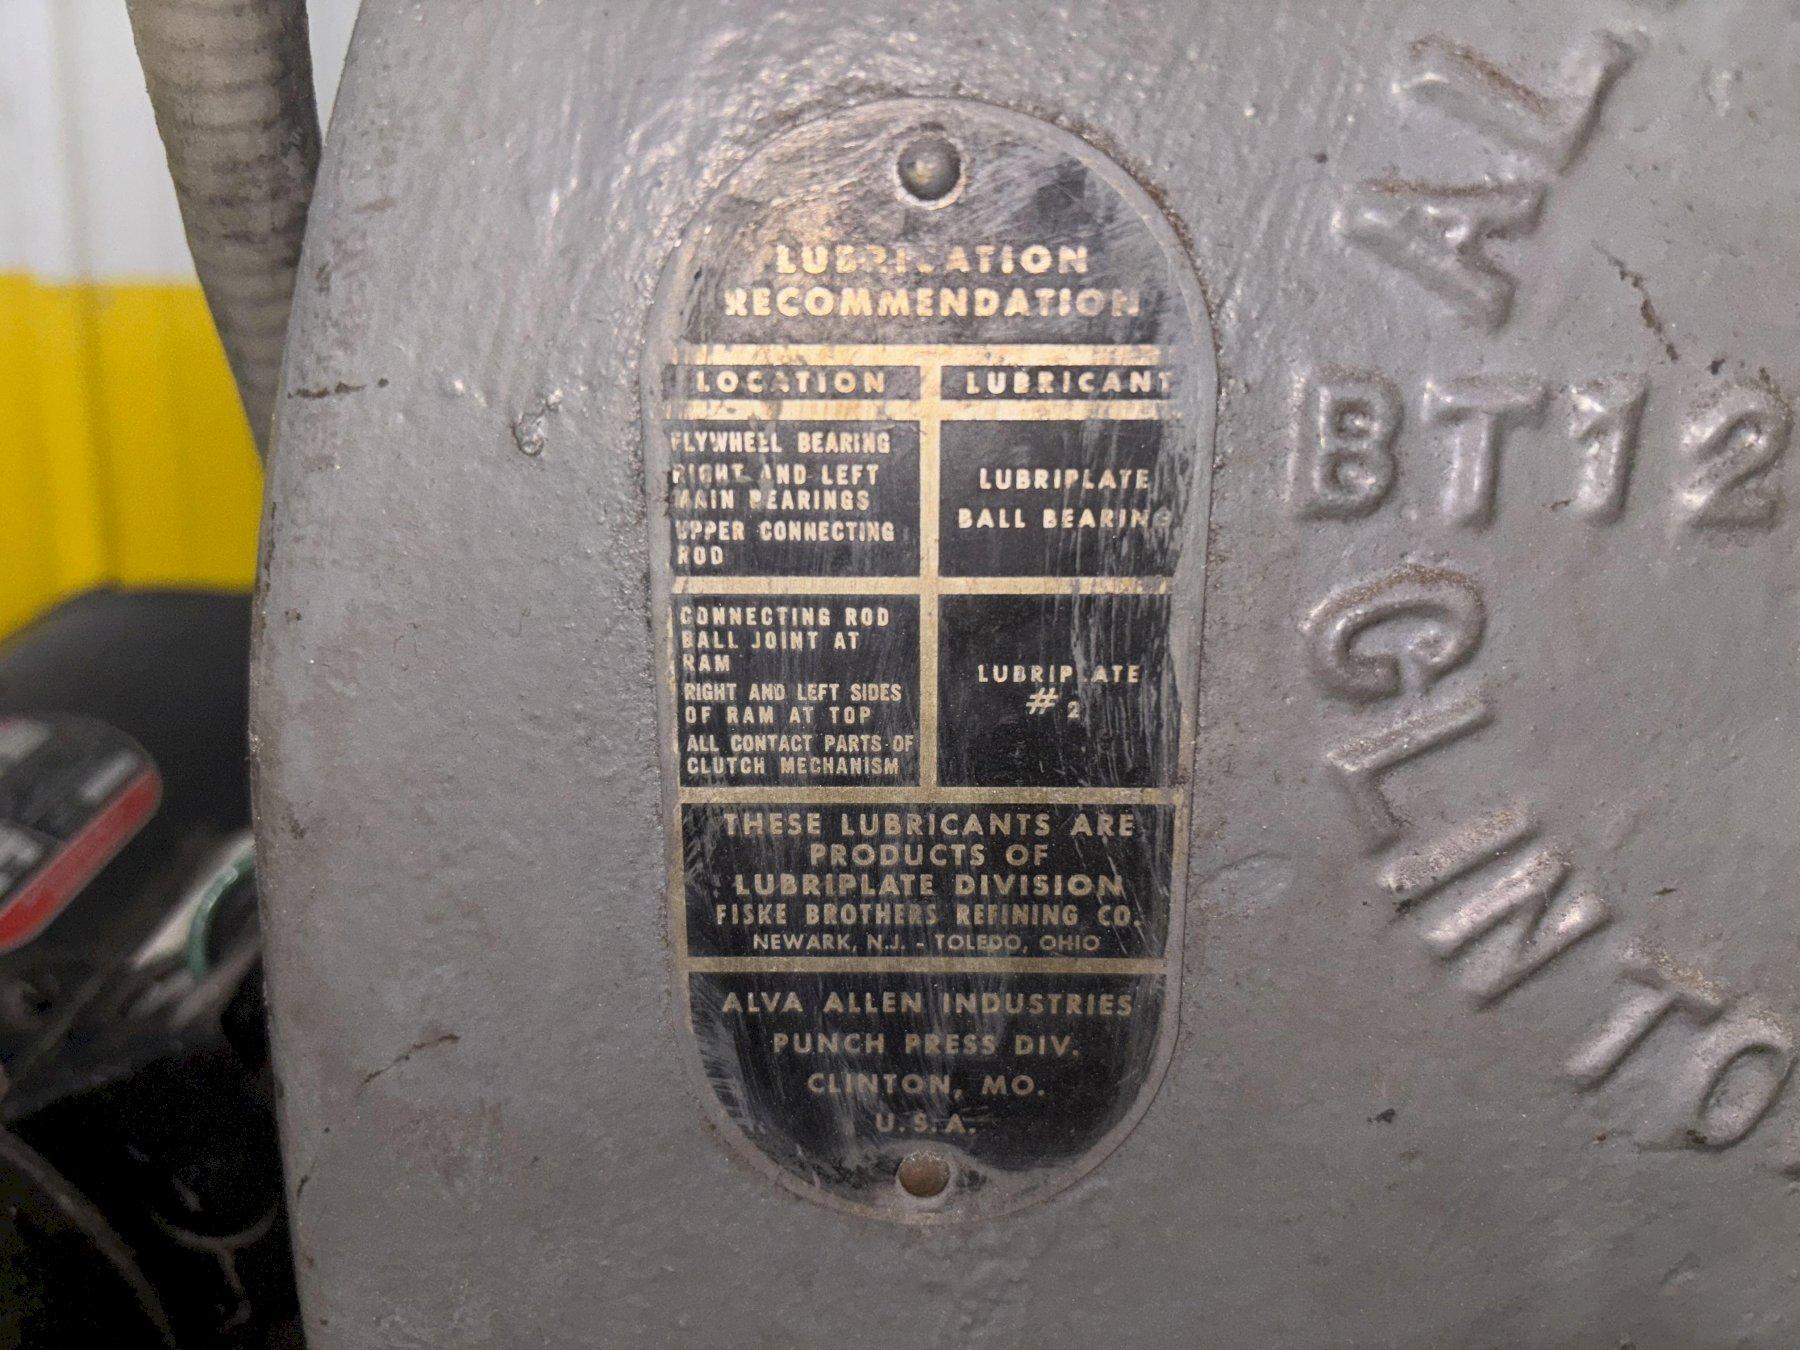 LUBRICATION
RECOMMENDATION
LOCATION LUBRICANT
FLYWHEEL BEARING
RIGHT AND LEFT
MAIN BEARINGS
UPPER CONNECTING
ROD
LUBRIPLATE
BALL BEARING
CONNECTING ROD
BALL JOINT AT
RAM
RIGHT AND LEFT SIDES
OF RAM AT TOP
ALL CONTACT PARTS OF
CLUTCH MECHANISM
LUBRIPLATE
# 2
THESE LUBRICANTS ARE
PRODUCTS OF
LUBRIPLATE DIVISION
FISKE BROTHERS REFINING CO.
NEWARK, N.J. - TOLEDO, OHIO
ALVA ALLEN INDUSTRIES
PUNCH PRESS DIV.
CLINTON, MO.
U.S.A.
AL
BT12
CLINTO